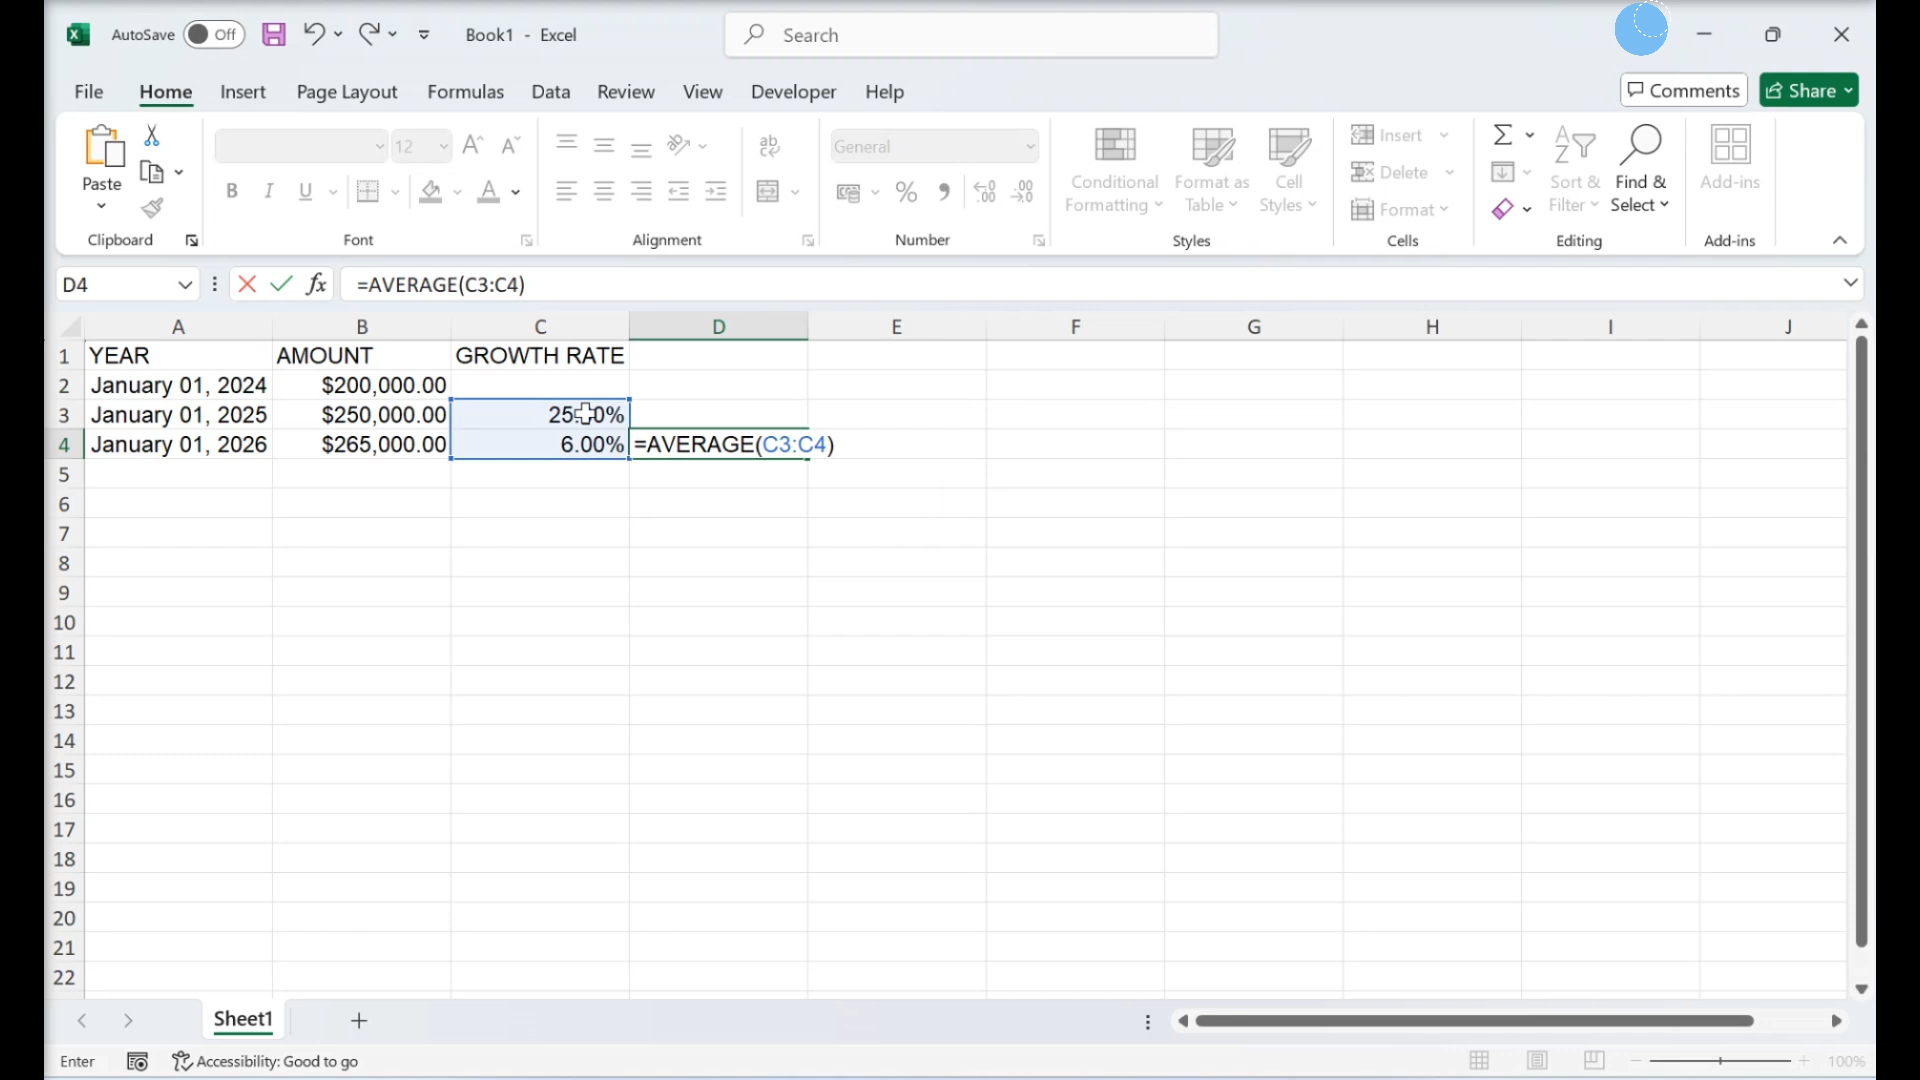 AutoSave Off Book1 - Excel Search
File Home Insert Page Layout Formulas Data Review View Developer Help Comments Share
Paste
12
B I U A
ab
General
% ,
Conditional Formatting
Format as Table
Cell Styles
Insert
Delete
Format
Σ
Sort & Filter
Find & Select
Add-ins
Clipboard Font Alignment Number Styles Cells Editing Add-ins
D4 fx =AVERAGE(C3:C4)
A B C D E F G H I J
1 YEAR AMOUNT GROWTH RATE
2 January 01, 2024 $200,000.00
3 January 01, 2025 $250,000.00
4 January 01, 2026 $265,000.00 6.00% =AVERAGE(C3:C4)
5
6
7
8
9
10
11
12
13
14
15
16
17
18
19
20
21
22
Sheet1
Enter Accessibility: Good to go 100%